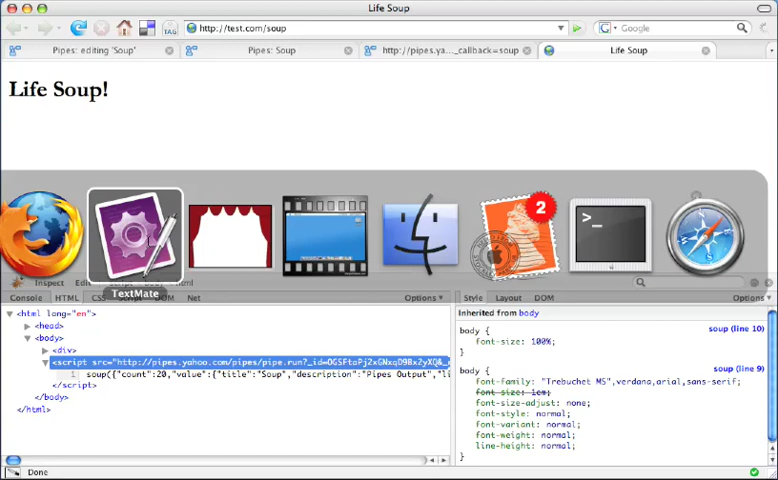 Life Soup
http://test.com/soup
Google
TAG
Pipes: editing 'Soup'
Pipes: Soup
http://pipes.ya..._callback=soup
Life Soup
Life Soup!
2
>_
Inspect
TextMate
Console HTML CSS DOM Net Options
Style Layout DOM Options
<html lang="en">
<head>
<body>
<div>
<script src="http://pipes.yahoo.com/pipes/pipe.run?_id=
1 soup({"count":20,"value":{"title":"Soup","description":"Pipes Output","li
</script>
</body>
</html>
Inherited from body
body { soup (line 10)
font-size: 100%;
}
body { soup (line 9)
font-family: "Trebuchet MS",verdana,arial,sans-serif;
font-size: 1em;
font-size-adjust: none;
font-style: normal;
font-variant: normal;
font-weight: normal;
line-height: normal;
}
Done